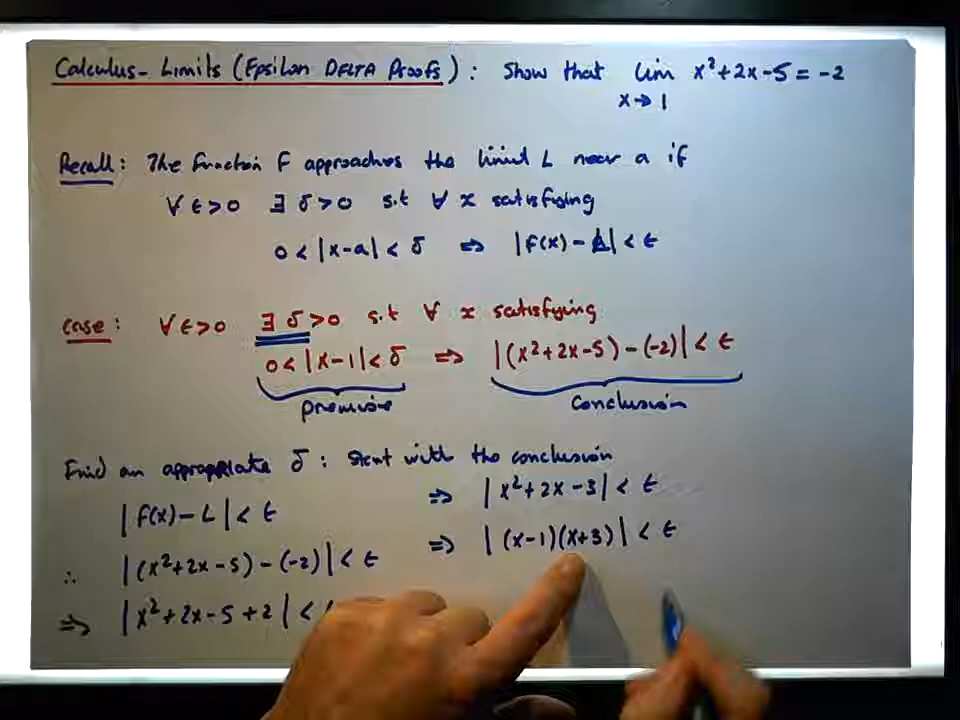 Calculus - Limits (Epsilon DELTA Proofs) : Show that lim x² + 2x - 5 = -2
x → 1
Recall : The function F approaches the limit L near a if
∀ ε > 0 ∃ δ > 0 s.t ∀ x satisfying
0 < |x - a| < δ ⇒ |F(x) - L| < ε
Case : ∀ ε > 0 ∃ δ > 0 s.t ∀ x satisfying
0 < |x - 1| < δ ⇒ |(x² + 2x - 5) - (-2)| < ε
premise conclusion
Find an appropriate δ : Start with the conclusion
|F(x) - L| < ε
∴ |(x² + 2x - 5) - (-2)| < ε
⇒ |x² + 2x - 5 + 2| <
⇒ |x² + 2x - 3| < ε
⇒ |(x - 1)(x + 3)| < ε